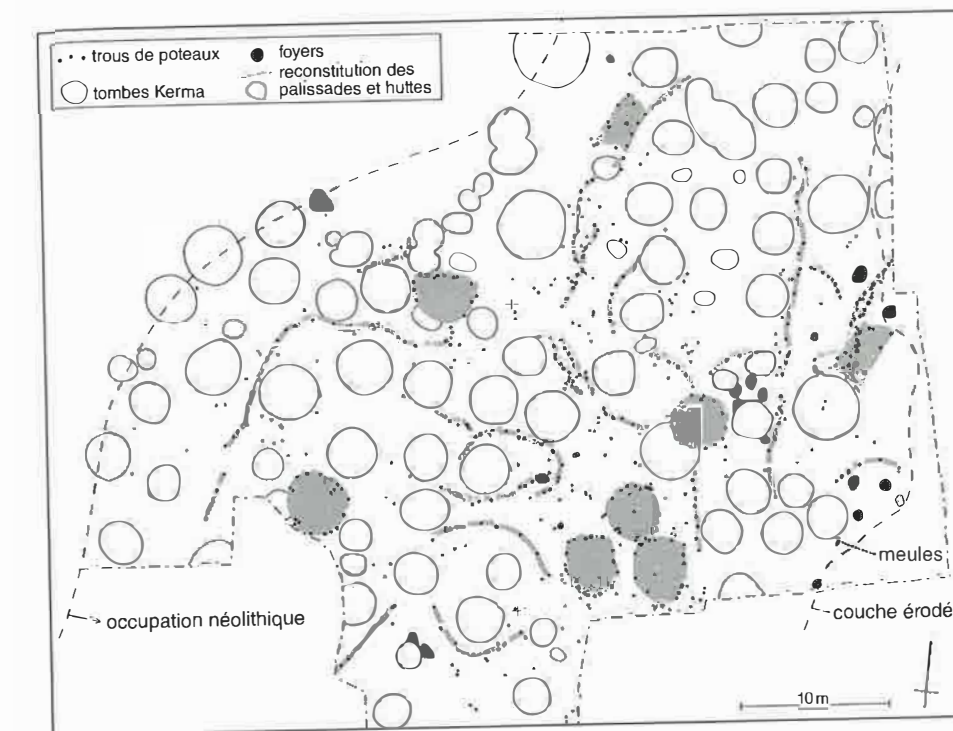 trous de poteaux
foyers
reconstitution des
palissades et huttes
tombes Kerma
meules
occupation néolithique
couche érodé
10 m